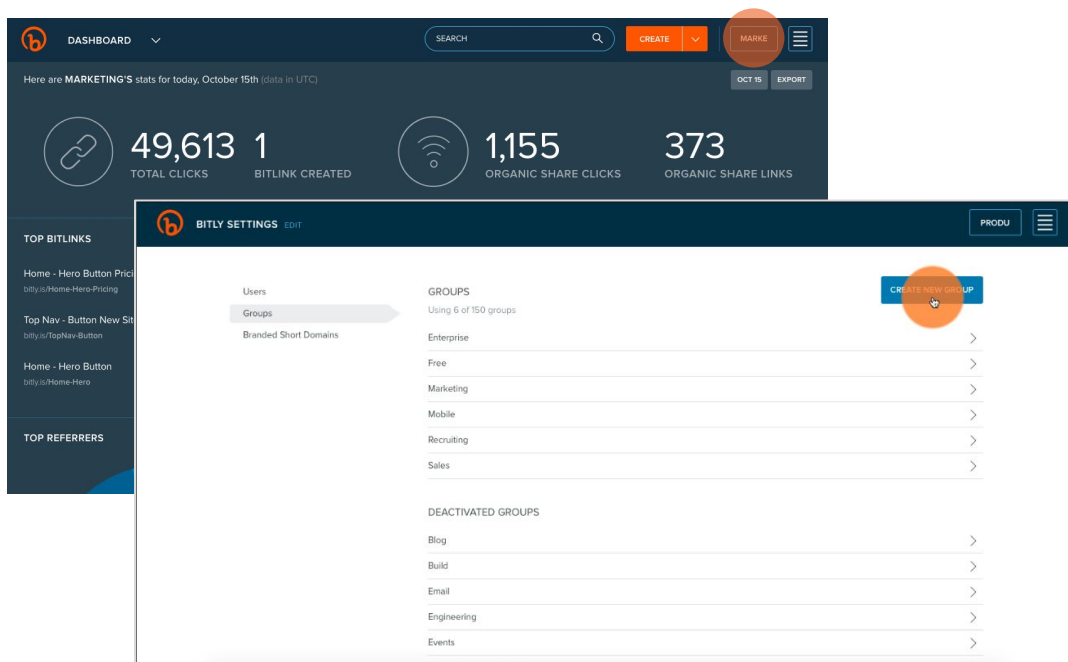 DASHBOARD
SEARCH
CREATE
MARKE
Here are MARKETING'S stats for today, October 15th (data in UTC)
OCT 15
EXPORT
49,613
TOTAL CLICKS
1
BITLINK CREATED
1,155
ORGANIC SHARE CLICKS
373
ORGANIC SHARE LINKS
TOP BITLINKS
Home - Hero Button Prici
bitly.is/Home-Hero-Pricing
Top Nav - Button New Sit
bitly.is/TopNav-Button
Home - Hero Button
bitly.is/Home-Hero
TOP REFERRERS
BITLY SETTINGS EDIT
PRODU
Users
Groups
Branded Short Domains
GROUPS
CREATE NEW GROUP
Using 6 of 150 groups
Enterprise
Free
Marketing
Mobile
Recruiting
Sales
DEACTIVATED GROUPS
Blog
Build
Email
Engineering
Events